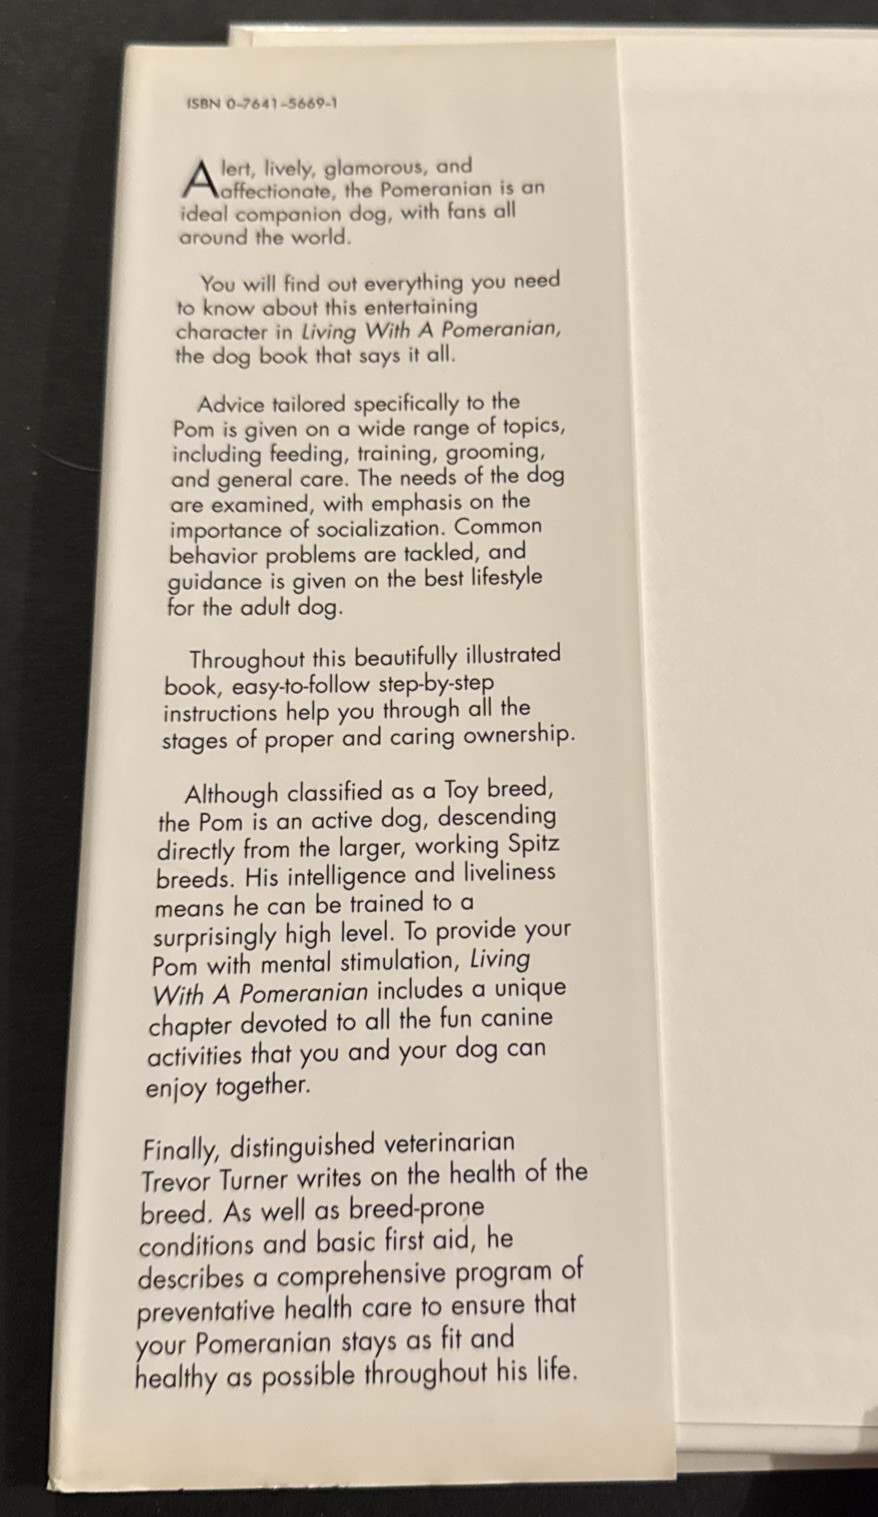 ISBN 0-7641-5669-1
Alert, lively, glamorous, and
affectionate, the Pomeranian is an
ideal companion dog, with fans all
around the world.
You will find out everything you need
to know about this entertaining
character in Living With A Pomeranian,
the dog book that says it all.
Advice tailored specifically to the
Pom is given on a wide range of topics,
including feeding, training, grooming,
and general care. The needs of the dog
are examined, with emphasis on the
importance of socialization. Common
behavior problems are tackled, and
guidance is given on the best lifestyle
for the adult dog.
Throughout this beautifully illustrated
book, easy-to-follow step-by-step
instructions help you through all the
stages of proper and caring ownership.
Although classified as a Toy breed,
the Pom is an active dog, descending
directly from the larger, working Spitz
breeds. His intelligence and liveliness
means he can be trained to a
surprisingly high level. To provide your
Pom with mental stimulation, Living
With A Pomeranian includes a unique
chapter devoted to all the fun canine
activities that you and your dog can
enjoy together.
Finally, distinguished veterinarian
Trevor Turner writes on the health of the
breed. As well as breed-prone
conditions and basic first aid, he
describes a comprehensive program of
preventative health care to ensure that
your Pomeranian stays as fit and
healthy as possible throughout his life.